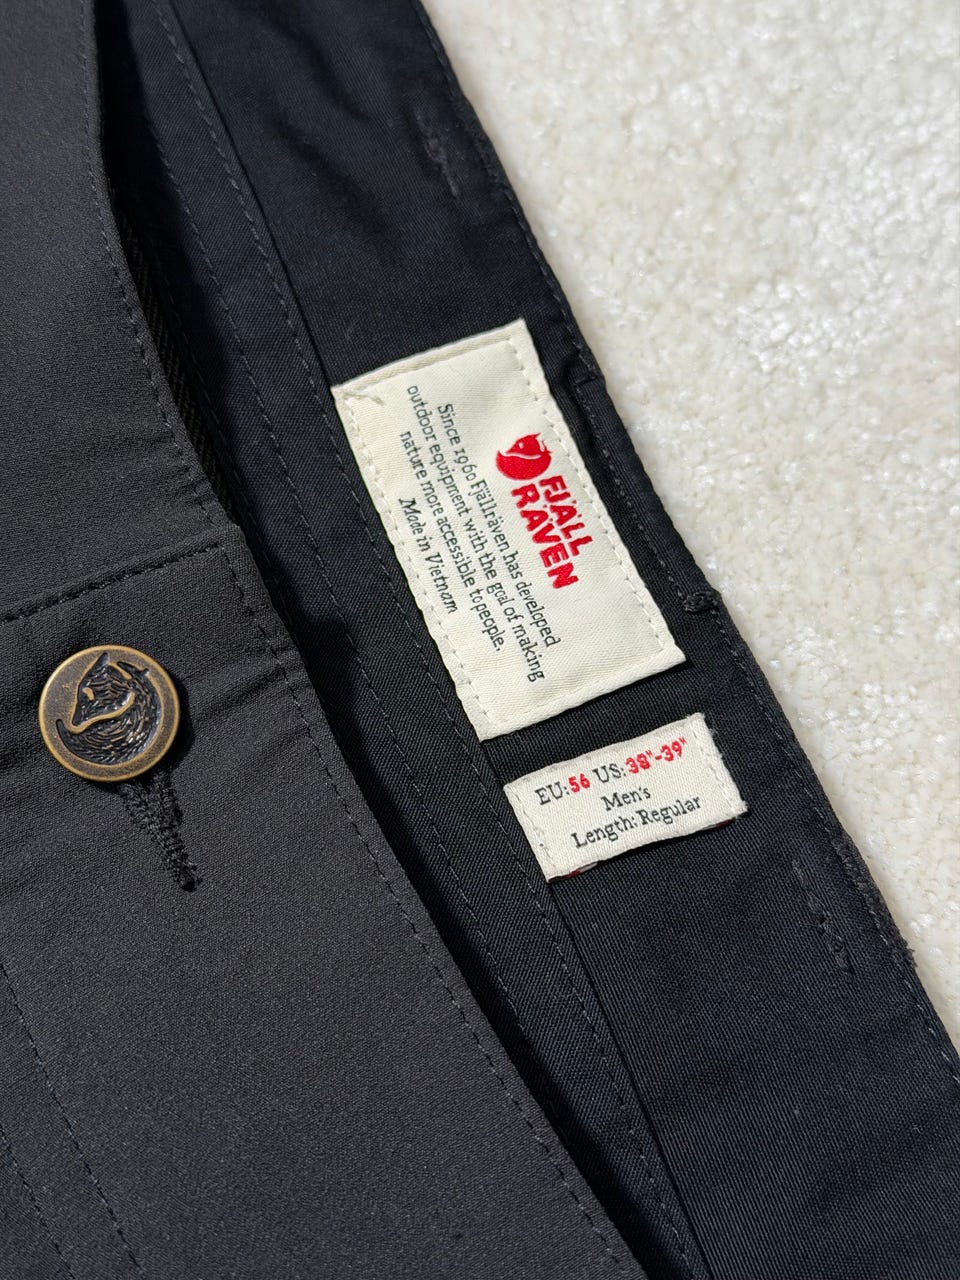 FJÄLL
RÄVEN
Since 1960 Fjällräven has developed
outdoor equipment with the goal of making
nature more accessible to people.
Made in Vietnam
EU:56 US:38"-39"
Men's
Length: Regular